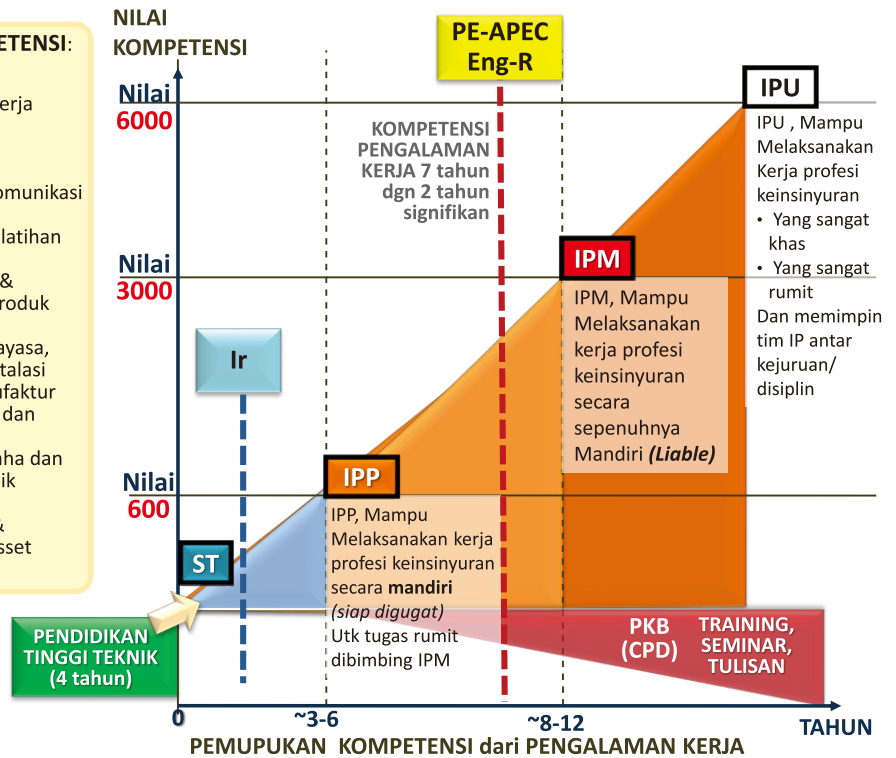 NILAI
KOMPETENSI
PE-APEC
Eng-R
ETENSI:
erja
omunikasi
latihan
&
roduk
ayasa,
talasi
ufaktur
dan
aha dan
ik
&
sset
Nilai
6000
Nilai
3000
Nilai
600
KOMPETENSI
PENGALAMAN
KERJA 7 tahun
dgn 2 tahun
signifikan
IPU
IPU , Mampu
Melaksanakan
Kerja profesi
keinsinyuran
• Yang sangat
khas
• Yang sangat
rumit
Dan memimpin
tim IP antar
kejuruan/
disiplin
IPM
IPM, Mampu
Melaksanakan
kerja profesi
keinsinyuran
secara
sepenuhnya
Mandiri (Liable)
Ir
IPP
IPP, Mampu
Melaksanakan kerja
profesi keinsinyuran
secara mandiri
(siap digugat)
Utk tugas rumit
dibimbing IPM
ST
PENDIDIKAN
TINGGI TEKNIK
(4 tahun)
PKB
(CPD)
TRAINING,
SEMINAR,
TULISAN
0
~3-6
~8-12
TAHUN
PEMUPUKAN KOMPETENSI dari PENGALAMAN KERJA